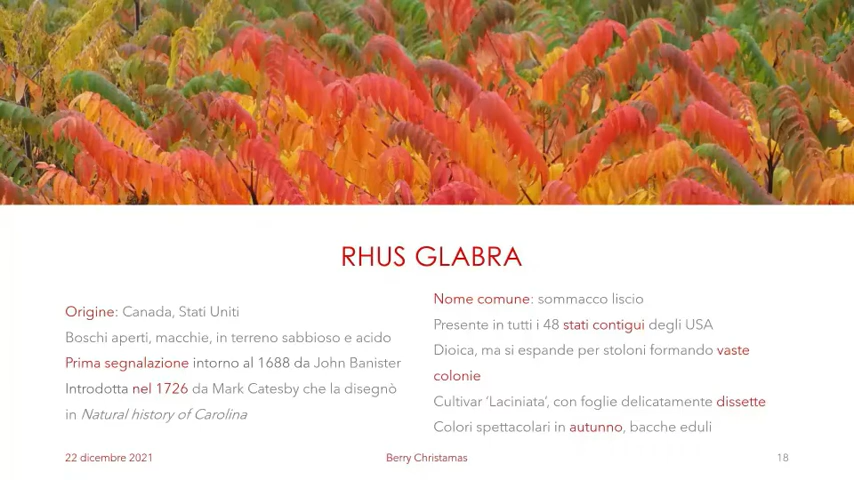 RHUS GLABRA
Origine: Canada, Stati Uniti
Boschi aperti, macchie, in terreno sabbioso e acido
Prima segnalazione intorno al 1688 da John Banister
Introdotta nel 1726 da Mark Catesby che la disegnò
in Natural history of Carolina
Nome comune: sommacco liscio
Presente in tutti i 48 stati contigui degli USA
Dioica, ma si espande per stoloni formando vaste
colonie
Cultivar ‘Laciniata’, con foglie delicatamente dissette
Colori spettacolari in autunno, bacche eduli
22 dicembre 2021
Berry Christamas
18